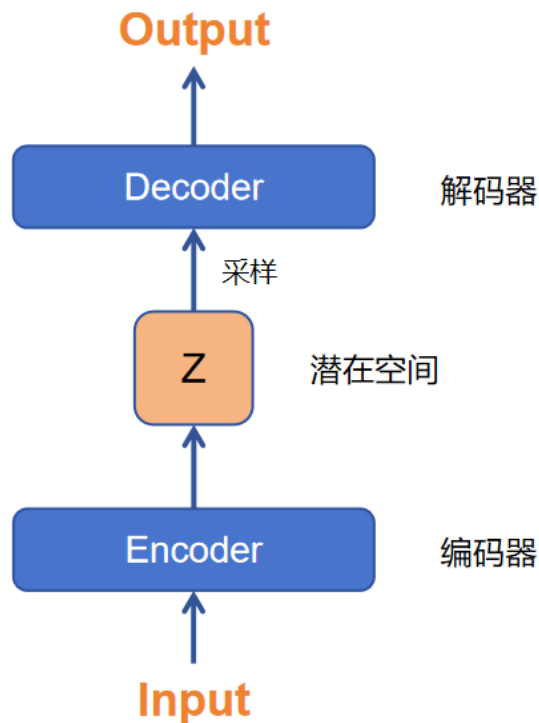 Output
Decoder
解码器
采样
Z
潜在空间
Encoder
编码器
Input